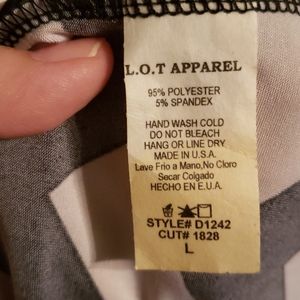 L.O.T APPAREL
95% POLYESTER
5% SPANDEX
HAND WASH COLD
DO NOT BLEACH
HANG OR LINE DRY
MADE IN U.S.A.
Lave Frio a Mano,No Cloro
Secar Colgado
HECHO EN E.U.A.
STYLE# D1242
CUT# 1828
L